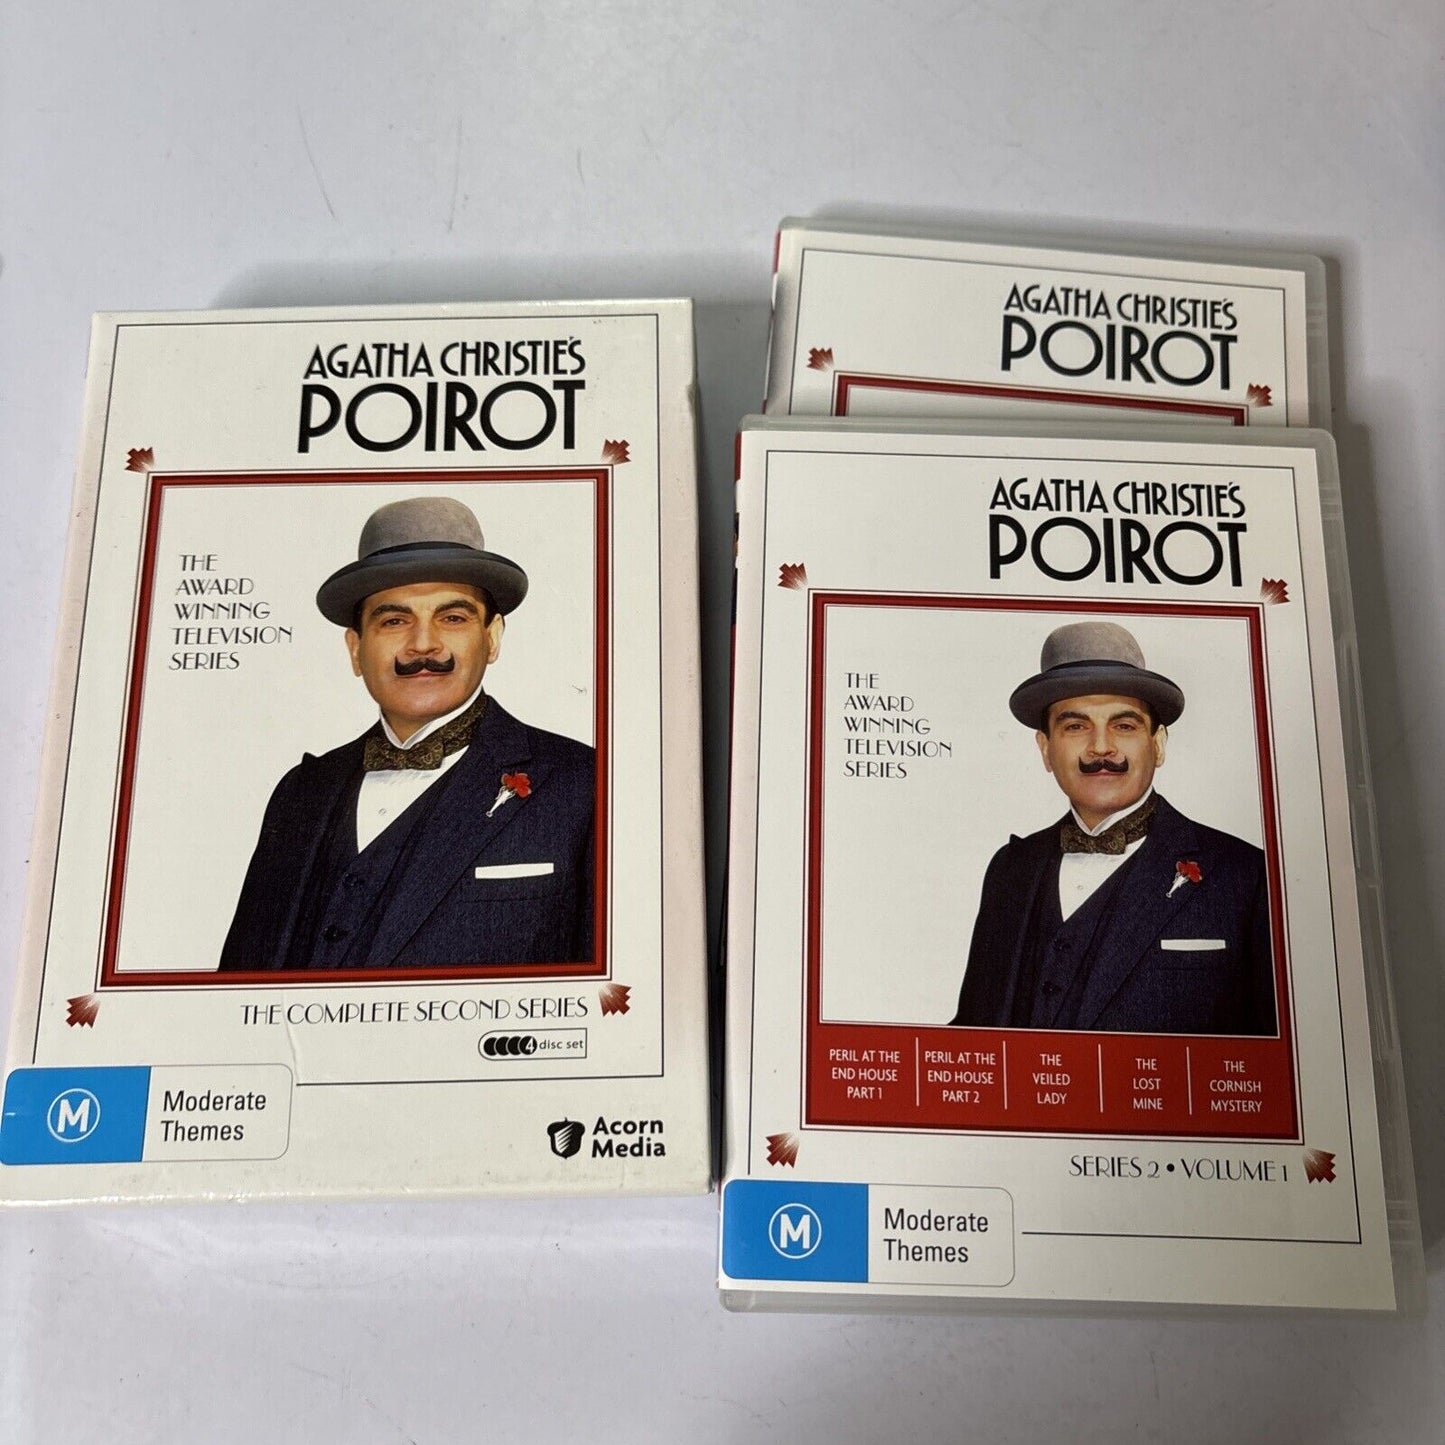 AGATHA CHRISTIE'S
POIROT
THE
AWARD
WINNING
TELEVISION
SERIES
THE COMPLETE SECOND SERIES
4 disc set
M
Moderate
Themes
Acorn
Media
AGATHA CHRISTIE'S
POIROT
AGATHA CHRISTIE'S
POIROT
THE
AWARD
WINNING
TELEVISION
SERIES
PERIL AT THE
END HOUSE
PART 1
PERIL AT THE
END HOUSE
PART 2
THE
VEILED
LADY
THE
LOST
MINE
THE
CORNISH
MYSTERY
SERIES 2 • VOLUME 1
M
Moderate
Themes